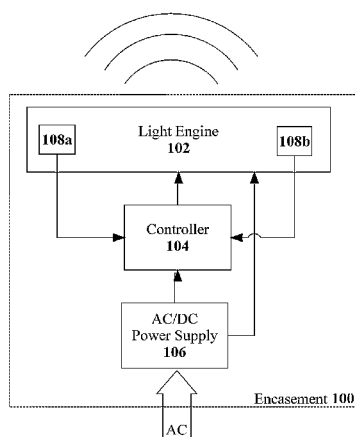 Light Engine
102
108a
108b
Controller
104
AC/DC
Power Supply
106
Encasement 100
AC